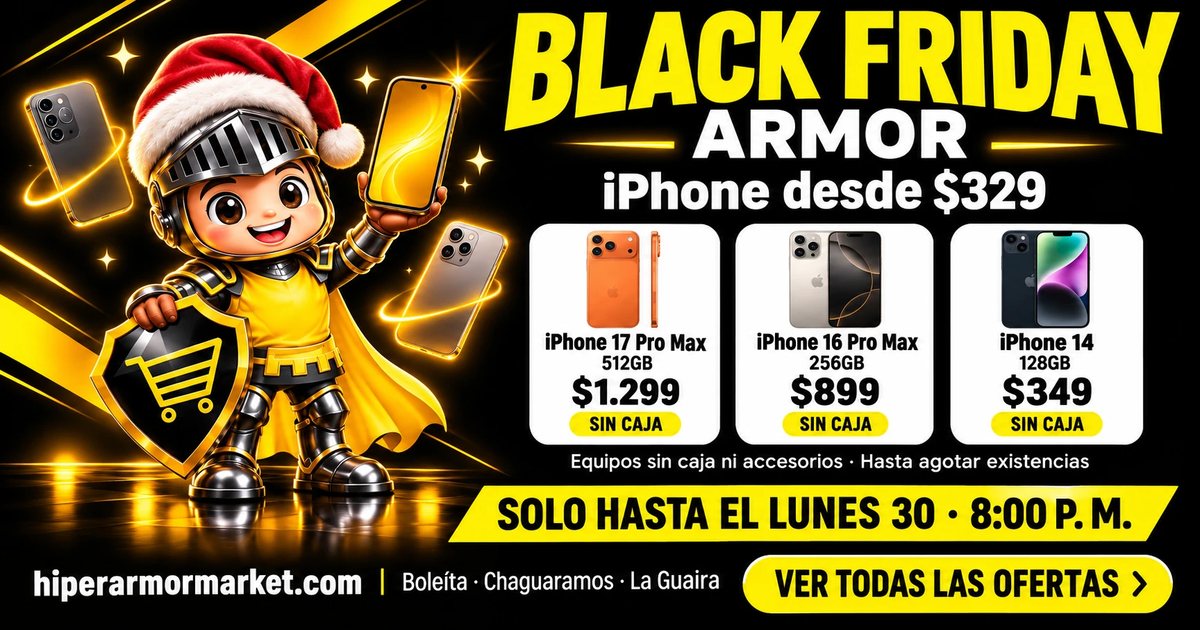 BLACK FRIDAY
ARMOR
iPhone desde $329
iPhone 17 Pro Max
512GB
$1.299
SIN CAJA
iPhone 16 Pro Max
256GB
$899
SIN CAJA
iPhone 14
128GB
$349
SIN CAJA
Equipos sin caja ni accesorios · Hasta agotar existencias
SOLO HASTA EL LUNES 30 · 8:00 P. M.
hiperarmormarket.com | Boleíta · Chaguaramos · La Guaira
VER TODAS LAS OFERTAS >